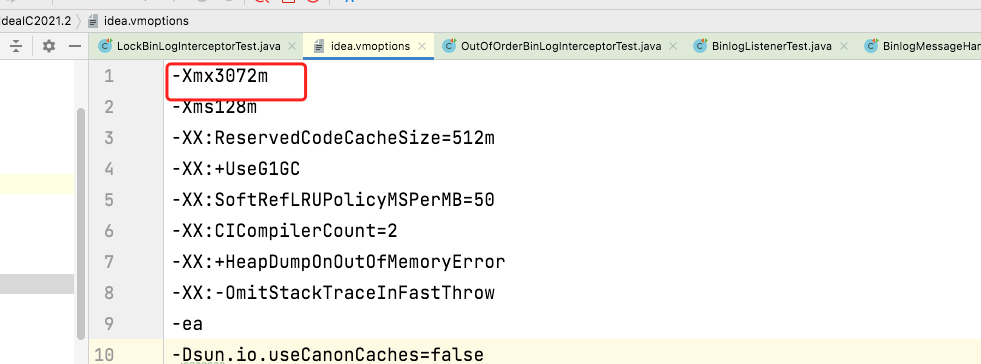 dealC2021.2 〉 idea.vmoptions
LockBinLogInterceptorTest.java × idea.vmoptions × OutOfOrderBinLogInterceptorTest.java × BinlogListenerTest.java × BinlogMessageHan
1 -Xmx3072m
2 -Xms128m
3 -XX:ReservedCodeCacheSize=512m
4 -XX:+UseG1GC
5 -XX:SoftRefLRUPolicyMSPerMB=50
6 -XX:CICompilerCount=2
7 -XX:+HeapDumpOnOutOfMemoryError
8 -XX:-OmitStackTraceInFastThrow
9 -ea
10 -Dsun.io.useCanonCaches=false